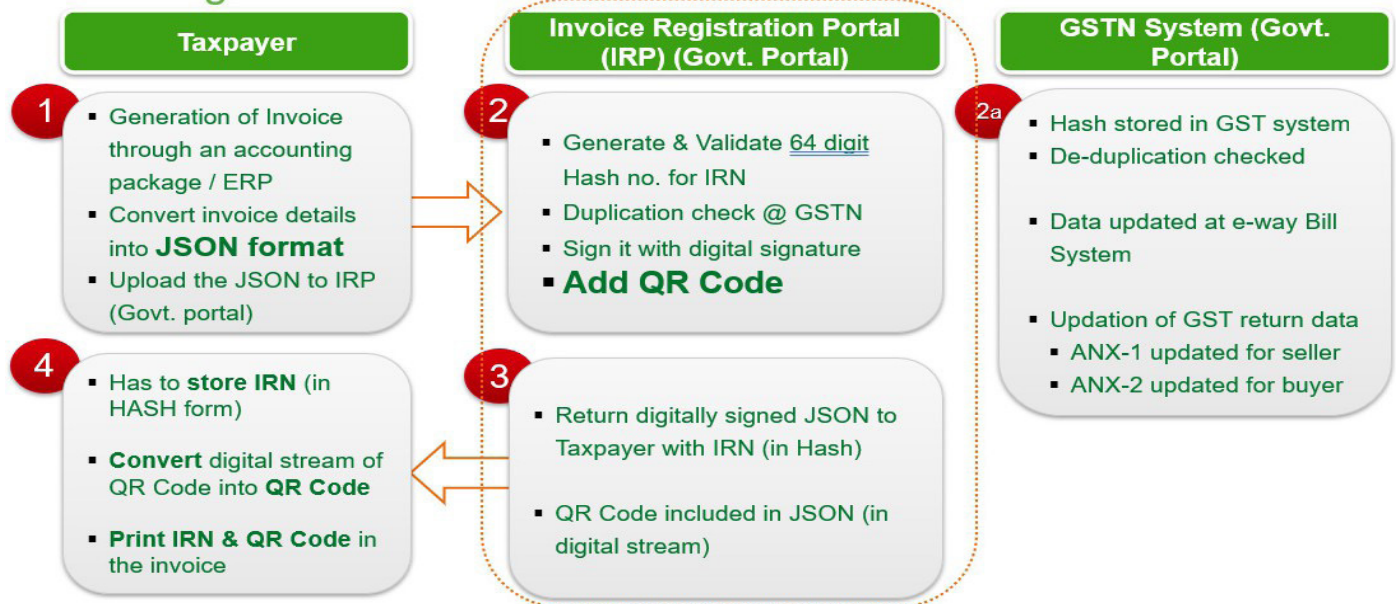 Taxpayer
Invoice Registration Portal
(IRP) (Govt. Portal)
GSTN System (Govt.
Portal)
1
▪ Generation of Invoice
through an accounting
package / ERP
▪ Convert invoice details
into JSON format
▪ Upload the JSON to IRP
(Govt. portal)
2
▪ Generate & Validate 64 digit
Hash no. for IRN
▪ Duplication check @ GSTN
▪ Sign it with digital signature
▪ Add QR Code
2a
▪ Hash stored in GST system
▪ De-duplication checked
▪ Data updated at e-way Bill
System
▪ Updation of GST return data
▪ ANX-1 updated for seller
▪ ANX-2 updated for buyer
3
▪ Return digitally signed JSON to
Taxpayer with IRN (in Hash)
▪ QR Code included in JSON (in
digital stream)
4
▪ Has to store IRN (in
HASH form)
▪ Convert digital stream of
QR Code into QR Code
▪ Print IRN & QR Code in
the invoice